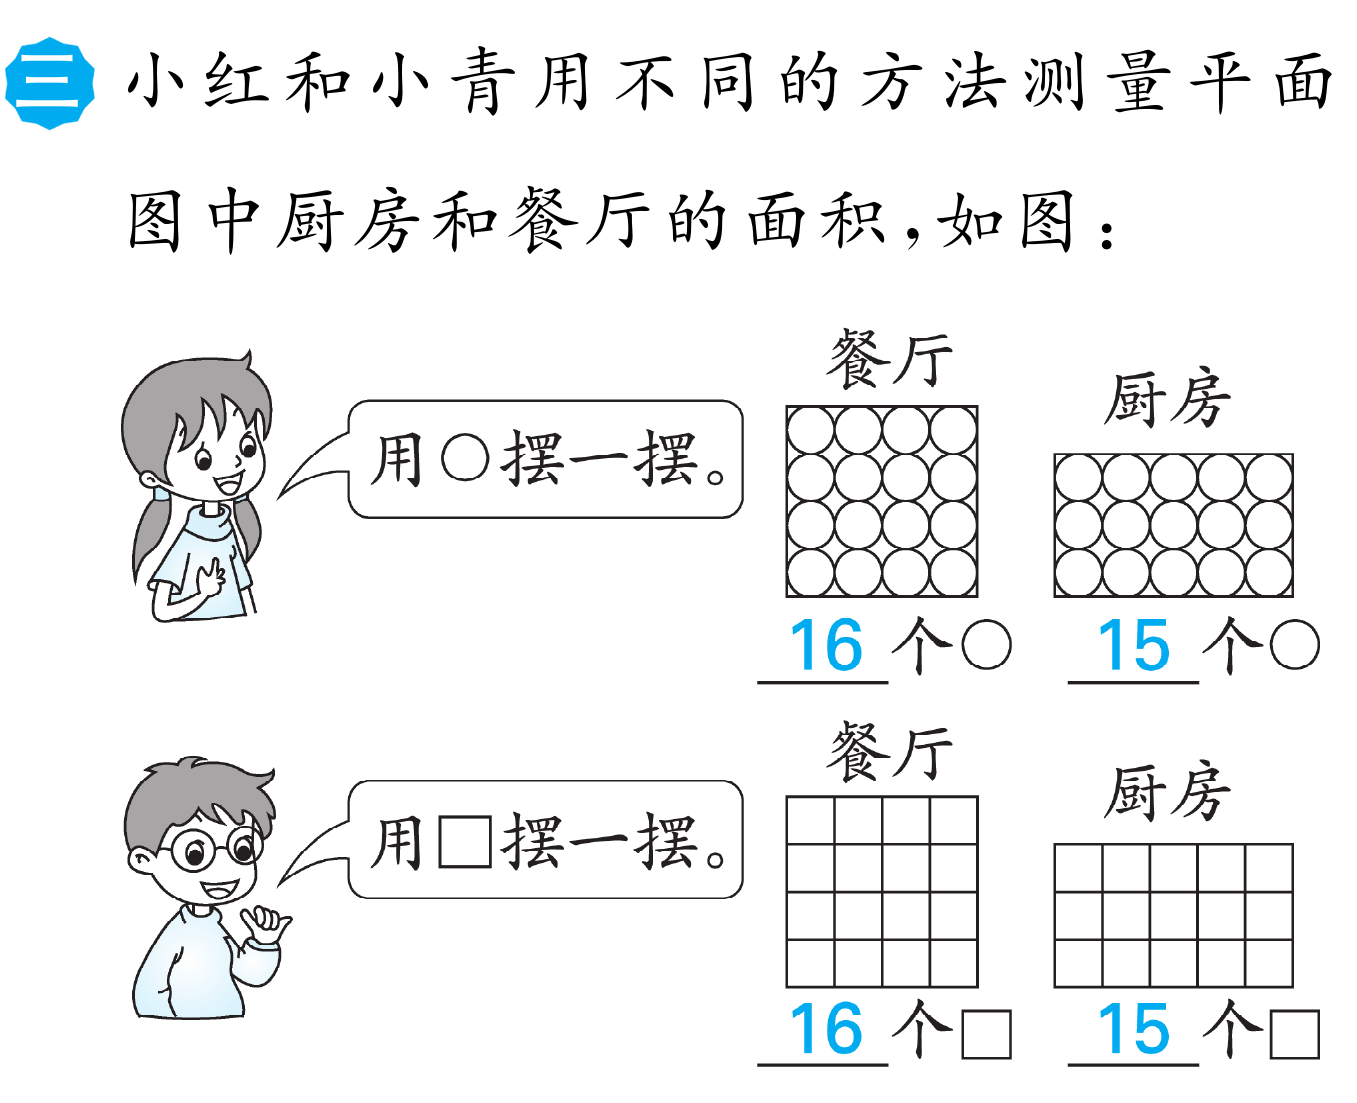 三 小红和小青用不同的方法测量平面
图中厨房和餐厅的面积,如图:
餐厅
厨房
用○摆一摆。
16 个○
15 个○
餐厅
厨房
用□摆一摆。
16 个□
15 个□